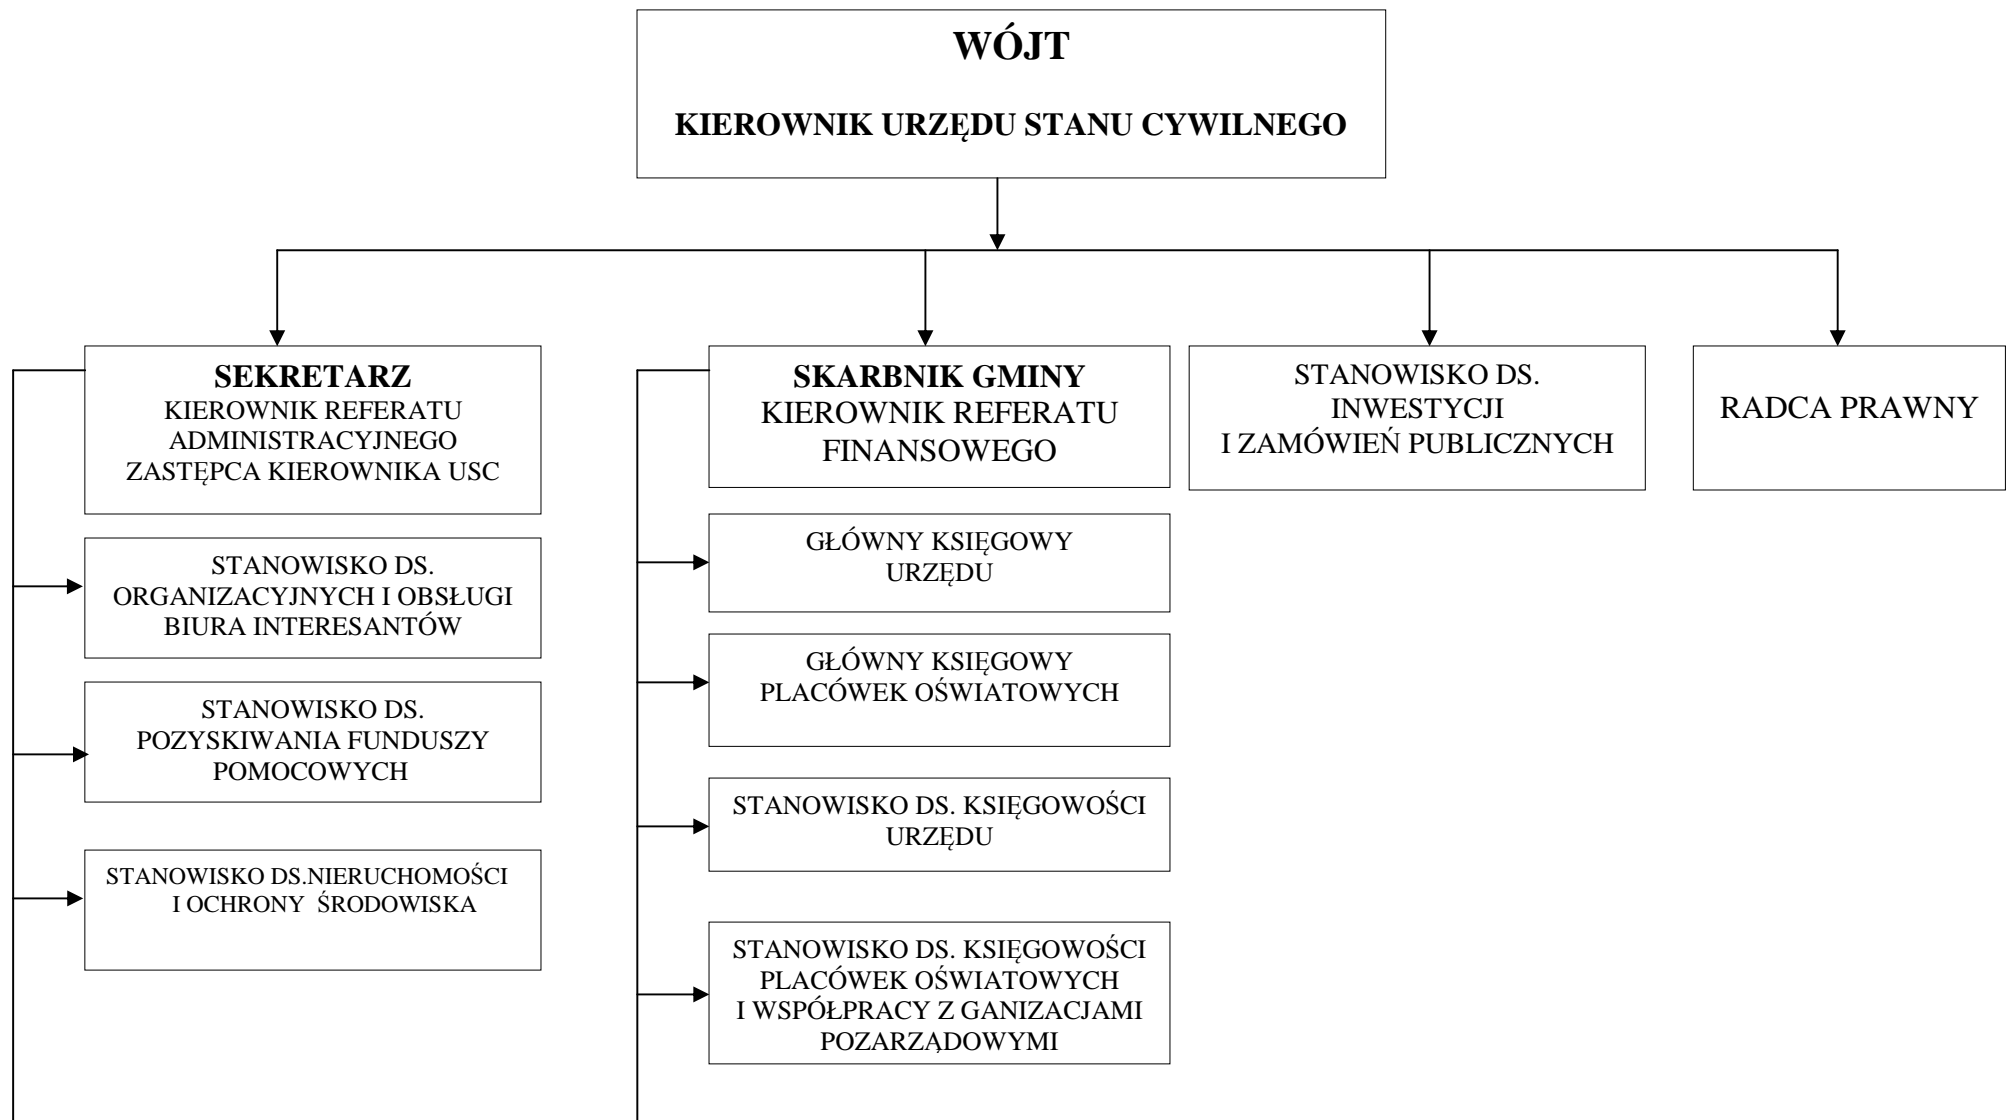 WÓJT
KIEROWNIK URZĘDU STANU CYWILNEGO
SEKRETARZ
KIEROWNIK REFERATU
ADMINISTRACYJNEGO
ZASTĘPCA KIEROWNIKA USC
STANOWISKO DS.
ORGANIZACYJNYCH I OBSŁUGI
BIURA INTERESANTÓW
STANOWISKO DS.
POZYSKIWANIA FUNDUSZY
POMOCOWYCH
STANOWISKO DS.NIERUCHOMOŚCI
I OCHRONY ŚRODOWISKA
SKARBNIK GMINY
KIEROWNIK REFERATU
FINANSOWEGO
GŁÓWNY KSIĘGOWY
URZĘDU
GŁÓWNY KSIĘGOWY
PLACÓWEK OŚWIATOWYCH
STANOWISKO DS. KSIĘGOWOŚCI
URZĘDU
STANOWISKO DS. KSIĘGOWOŚCI
PLACÓWEK OŚWIATOWYCH
I WSPÓŁPRACY Z GANIZACJAMI
POZARZĄDOWYMI
STANOWISKO DS.
INWESTYCJI
I ZAMÓWIEŃ PUBLICZNYCH
RADCA PRAWNY